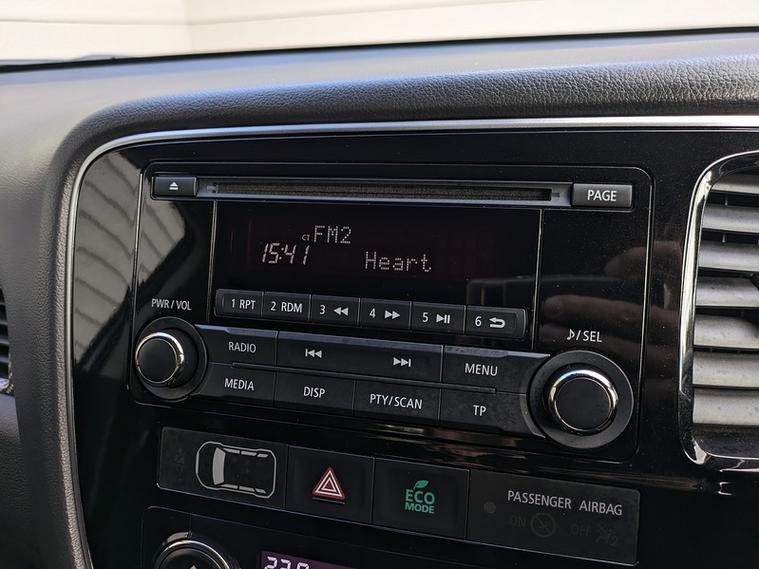 PAGE
FM2
CT 15:41
Heart
1 RPT 2 RDM 3 4 5 6
PWR/VOL
♪/SEL
RADIO
MENU
MEDIA DISP PTY/SCAN TP
ECO
MODE
PASSENGER AIRBAG
ON OFF